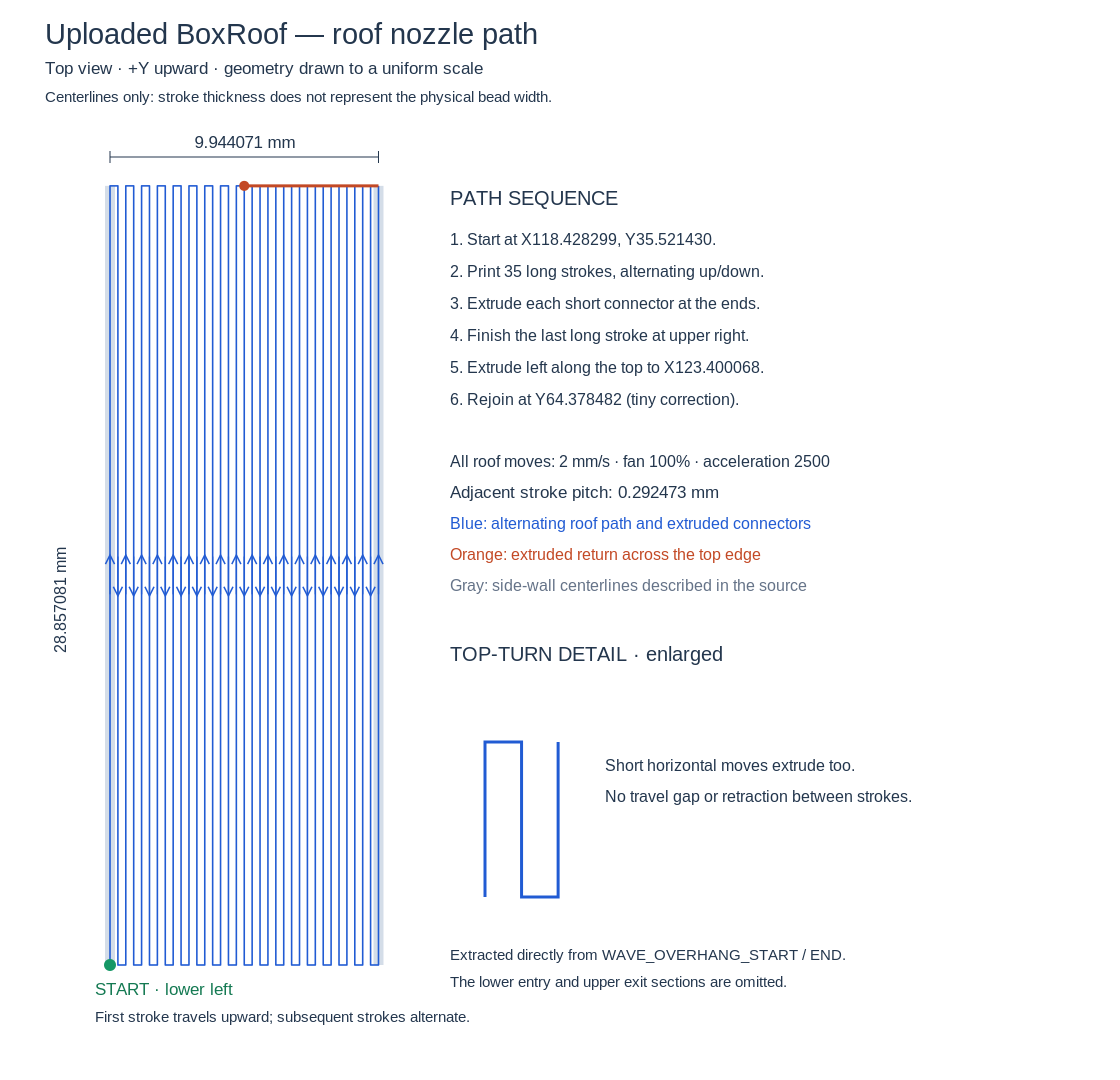 Uploaded BoxRoof — roof nozzle path
Top view · +Y upward · geometry drawn to a uniform scale
Centerlines only: stroke thickness does not represent the physical bead width.
9.944071 mm
28.857081 mm
START · lower left
First stroke travels upward; subsequent strokes alternate.
PATH SEQUENCE
1. Start at X118.428299, Y35.521430.
2. Print 35 long strokes, alternating up/down.
3. Extrude each short connector at the ends.
4. Finish the last long stroke at upper right.
5. Extrude left along the top to X123.400068.
6. Rejoin at Y64.378482 (tiny correction).
All roof moves: 2 mm/s · fan 100% · acceleration 2500
Adjacent stroke pitch: 0.292473 mm
Blue: alternating roof path and extruded connectors
Orange: extruded return across the top edge
Gray: side-wall centerlines described in the source
TOP-TURN DETAIL · enlarged
Short horizontal moves extrude too.
No travel gap or retraction between strokes.
Extracted directly from WAVE_OVERHANG_START / END.
The lower entry and upper exit sections are omitted.